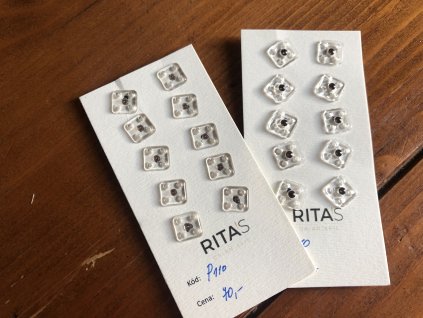 RITAS
Kód: P110
Cena: 70,-
RITAS